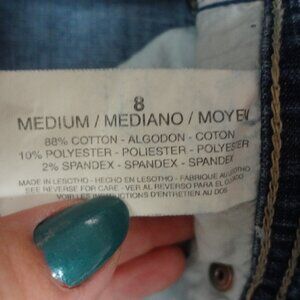 8
MEDIUM / MEDIANO / MOYEN
88% COTTON - ALGODON - COTON
10% POLYESTER - POLIESTER - POLYESTER
2% SPANDEX - SPANDEX - SPANDEX
MADE IN LESOTHO - HECHO EN LESOTHO - FABRIQUE AU LESOTHO
SEE REVERSE FOR CARE - VER AL REVERSO PARA EL CUIDADO
VOIR LES INSTRUCTIONS D'ENTRETIEN AU DOS